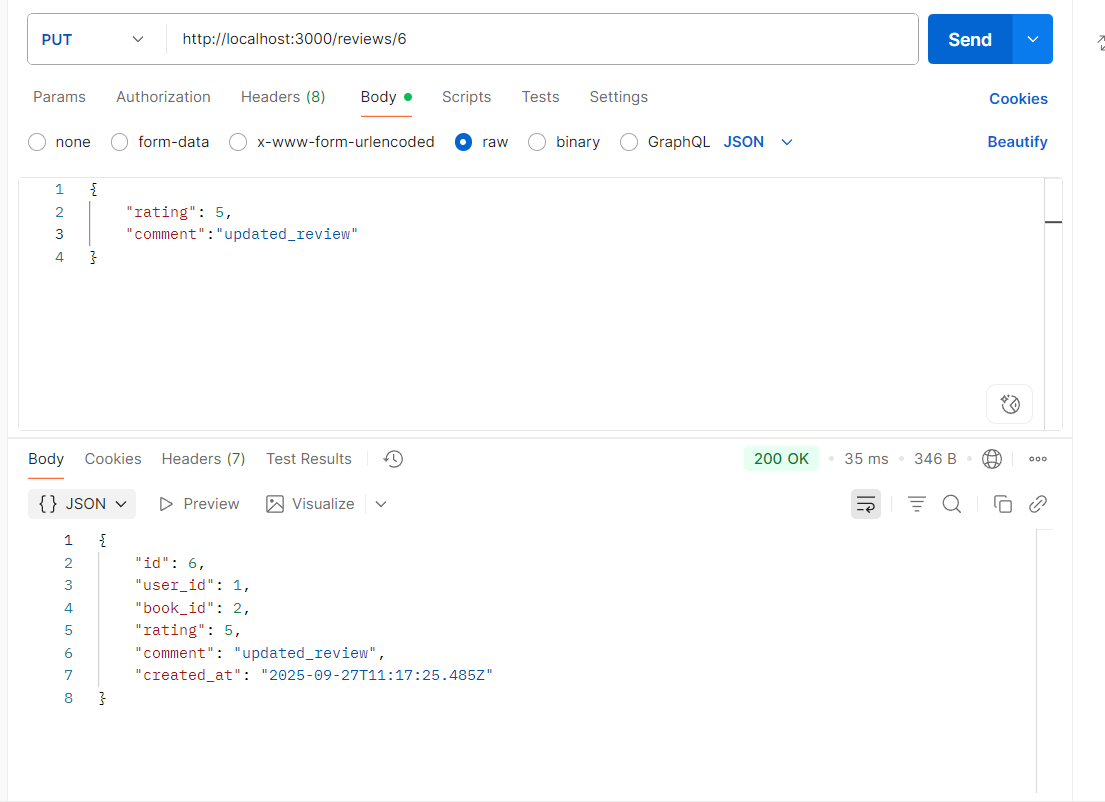 PUT http://localhost:3000/reviews/6 Send
Params Authorization Headers (8) Body Scripts Tests Settings Cookies
none form-data x-www-form-urlencoded raw binary GraphQL JSON Beautify
1 {
2 "rating": 5,
3 "comment":"updated_review"
4 }
Body Cookies Headers (7) Test Results 200 OK 35 ms 346 B
{} JSON Preview Visualize
1 {
2 "id": 6,
3 "user_id": 1,
4 "book_id": 2,
5 "rating": 5,
6 "comment": "updated_review",
7 "created_at": "2025-09-27T11:17:25.485Z"
8 }